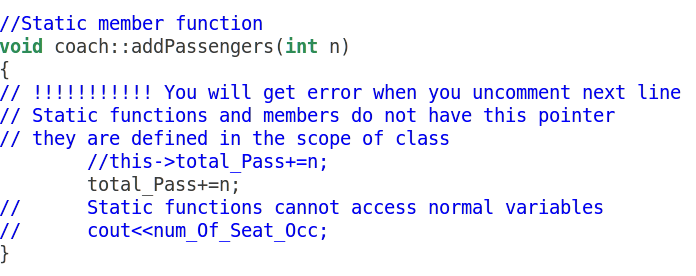 //Static member function
void coach::addPassengers(int n)
{
// !!!!!!!!!!! You will get error when you uncomment next line
// Static functions and members do not have this pointer
// they are defined in the scope of class
        //this->total_Pass+=n;
        total_Pass+=n;
//      Static functions cannot access normal variables
//      cout<<num_Of_Seat_Occ;
}